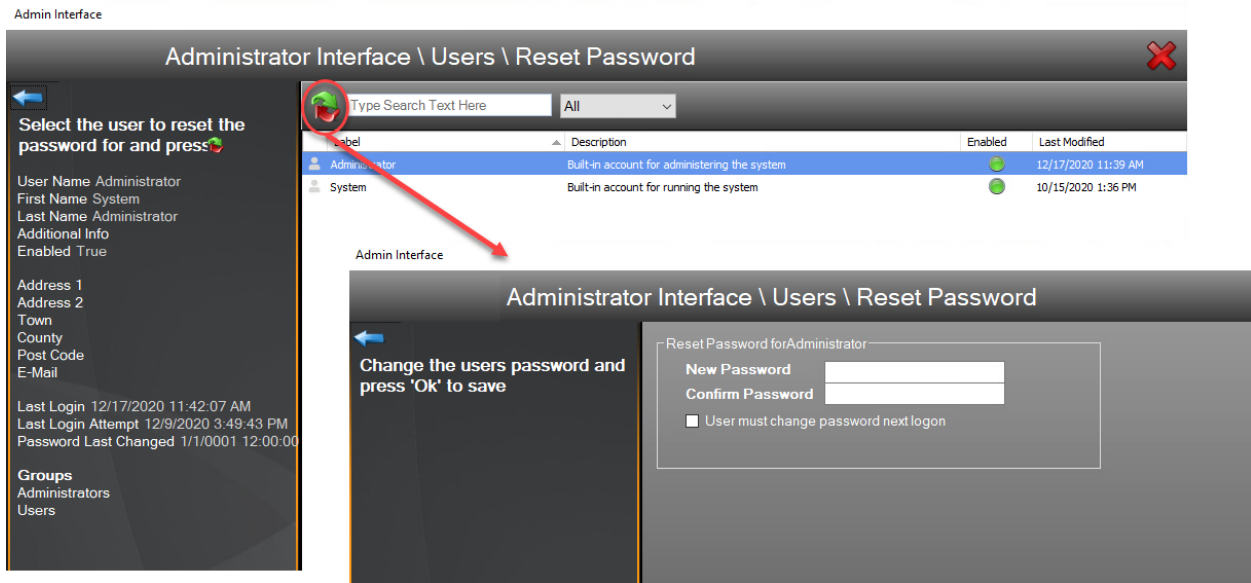 Admin Interface
Administrator Interface \ Users \ Reset Password
Select the user to reset the
password for and press
User Name Administrator
First Name System
Last Name Administrator
Additional Info
Enabled True
Address 1
Address 2
Town
County
Post Code
E-Mail
Last Login 12/17/2020 11:42:07 AM
Last Login Attempt 12/9/2020 3:49:43 PM
Password Last Changed 1/1/0001 12:00:00
Groups
Administrators
Users
Type Search Text Here All
Label Description Enabled Last Modified
Administrator Built-in account for administering the system 12/17/2020 11:39 AM
System Built-in account for running the system 10/15/2020 1:36 PM
Admin Interface
Administrator Interface \ Users \ Reset Password
Change the users password and
press 'Ok' to save
Reset Password forAdministrator
New Password
Confirm Password
User must change password next logon